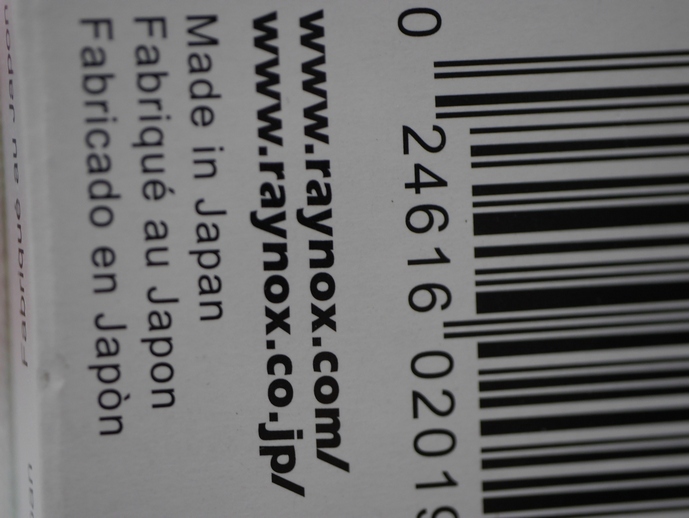 0 24616 0201
www.raynox.com/
www.raynox.co.jp/
Made in Japan
Fabriqué au Japon
Fabricado en Japòn